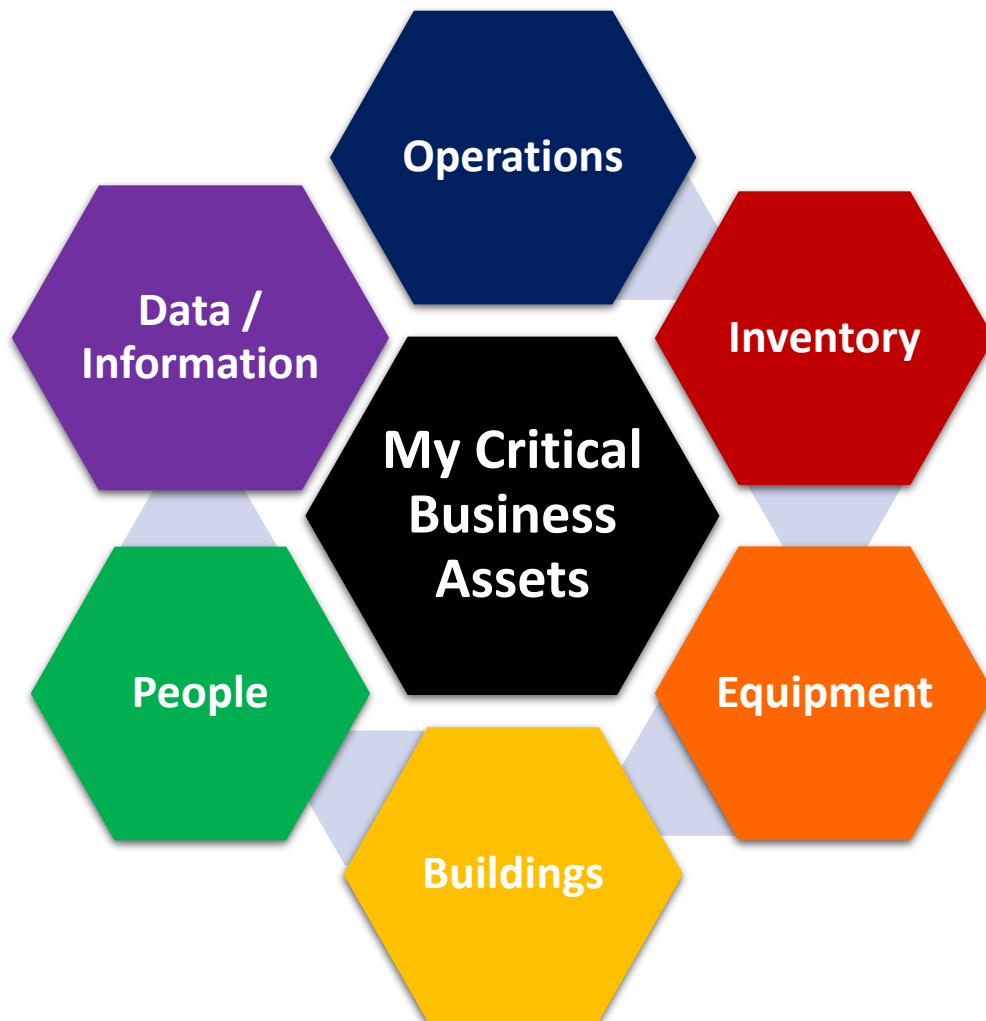 Operations
Data /
Information
Inventory
My Critical
Business
Assets
People
Equipment
Buildings